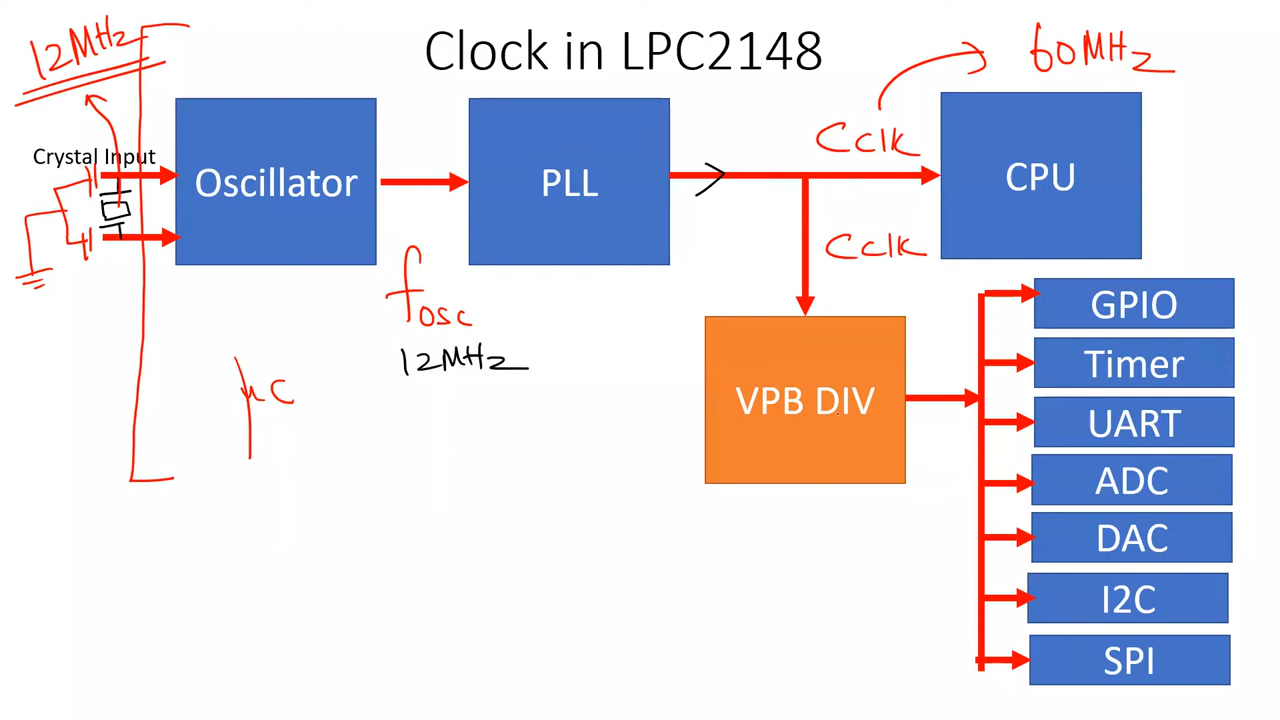 Clock in LPC2148
12MHz
60MHz
Crystal Input
Oscillator
PLL
Cclk
CPU
Cclk
fosc
12MHz
μC
VPB DIV
GPIO
Timer
UART
ADC
DAC
I2C
SPI